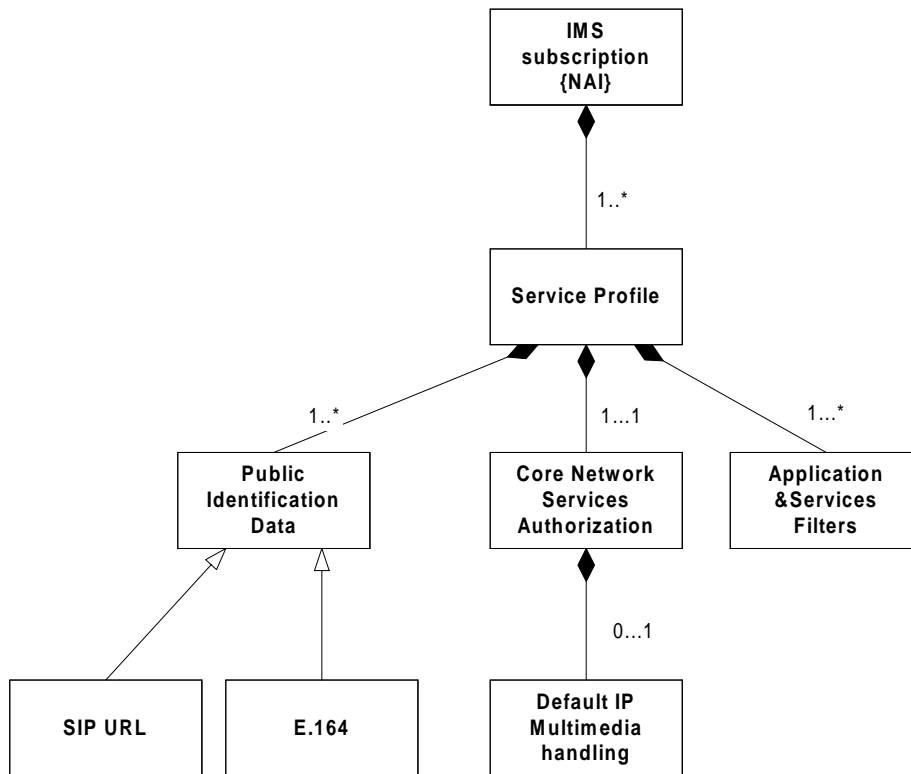 IMS
subscription
{NAI}
1..*
Service Profile
1..*
1...1
1...*
Public
Identification
Data
Core Network
Services
Authorization
Application
&Services
Filters
0...1
SIP URL
E.164
Default IP
Multimedia
handling